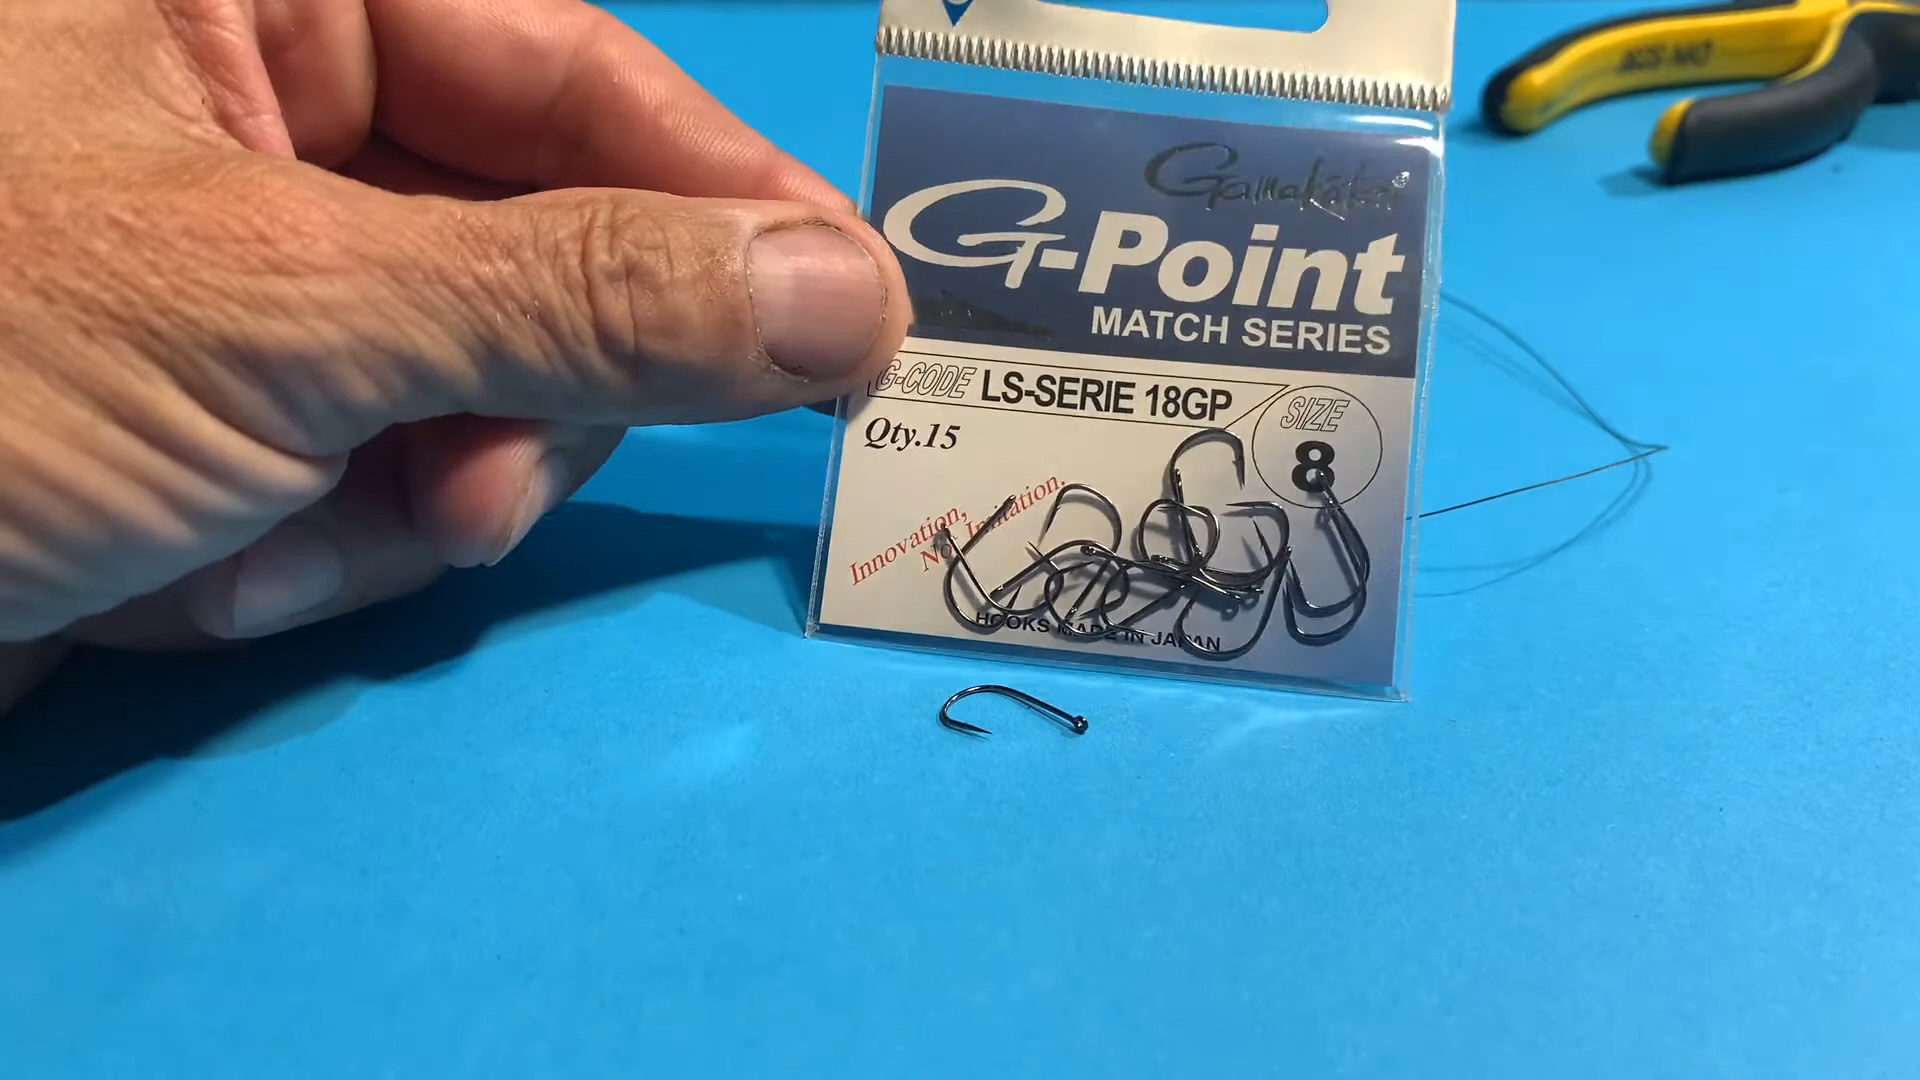 Gamakatsu
G-Point
MATCH SERIES
G-CODE LS-SERIE 18GP
SIZE
8
Qty.15
Innovation,
Not Imitation.
HOOKS MADE IN JAPAN